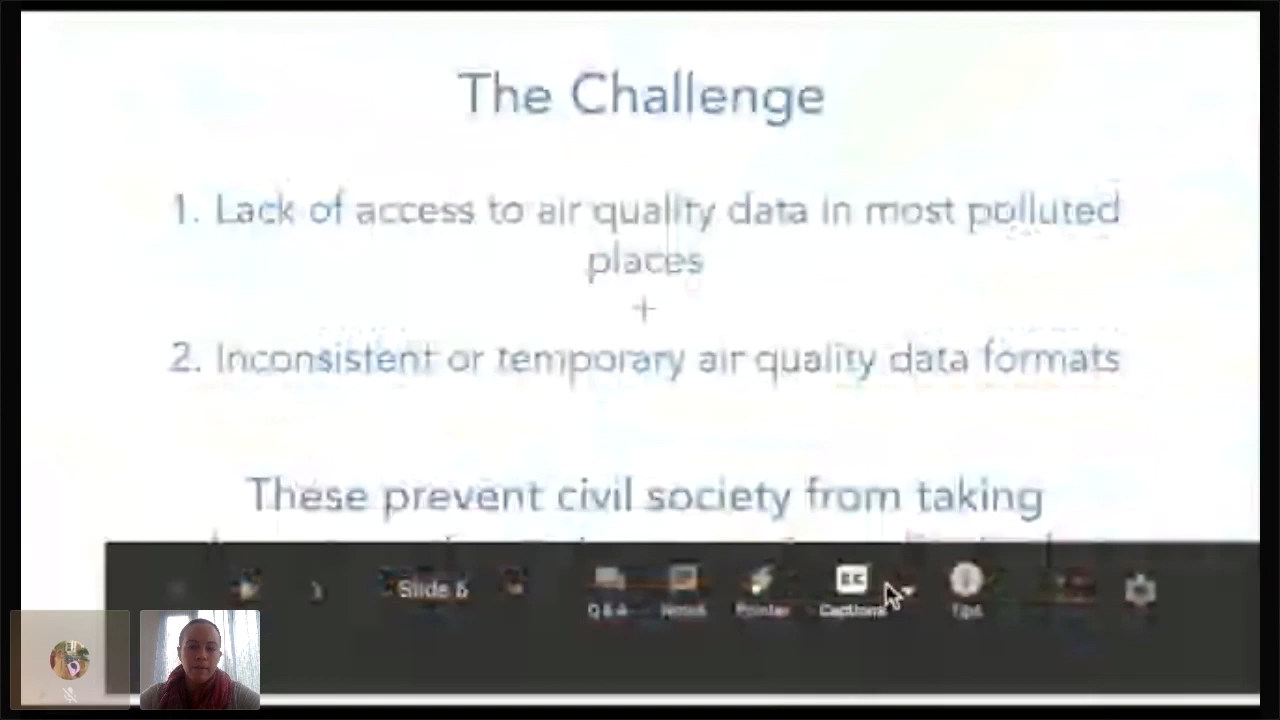 The Challenge
1. Lack of access to air quality data in most polluted
places
+
2. Inconsistent or temporary air quality data formats
These prevent civil society from taking
Slide 6
Q & A
Notes
Pointer
Captions
Tips